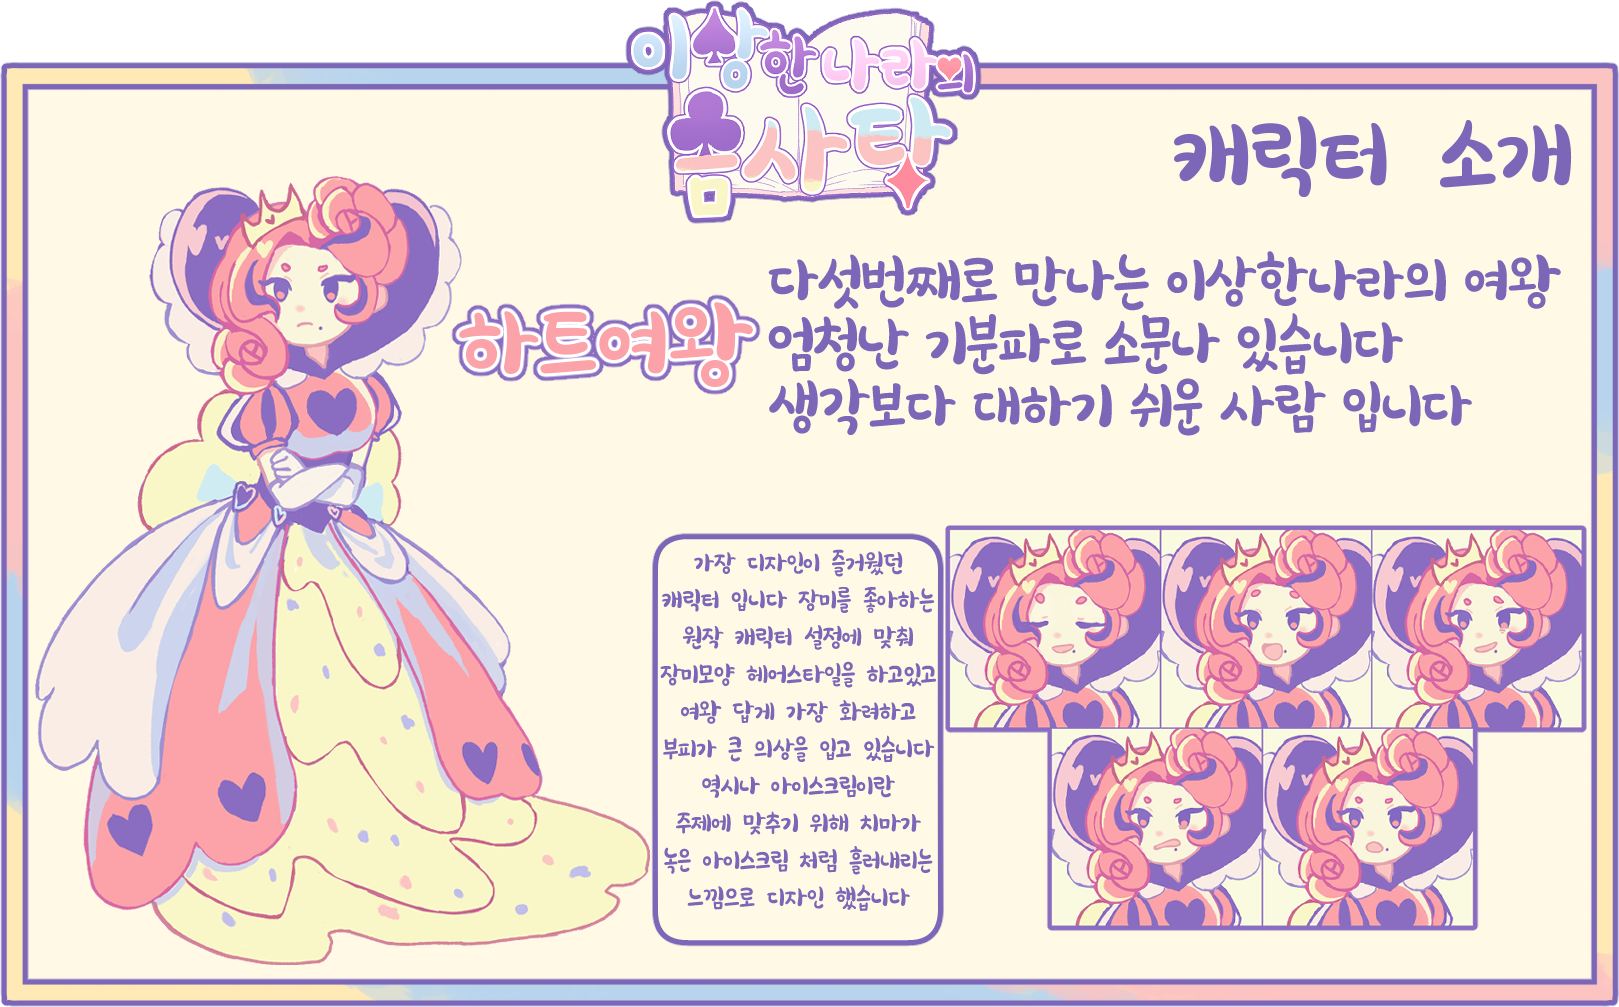 이상한나라의
솜사탕
캐릭터 소개
하트여왕
다섯번째로 만나는 이상한나라의 여왕
엄청난 기분파로 소문나 있습니다
생각보다 대하기 쉬운 사람 입니다
가장 디자인이 즐거웠던
캐릭터 입니다 장미를 좋아하는
원작 캐릭터 설정에 맞춰
장미모양 헤어스타일을 하고있고
여왕 답게 가장 화려하고
부피가 큰 의상을 입고 있습니다
역시나 아이스크림이란
주제에 맞추기 위해 치마가
녹은 아이스크림 처럼 흘러내리는
느낌으로 디자인 했습니다